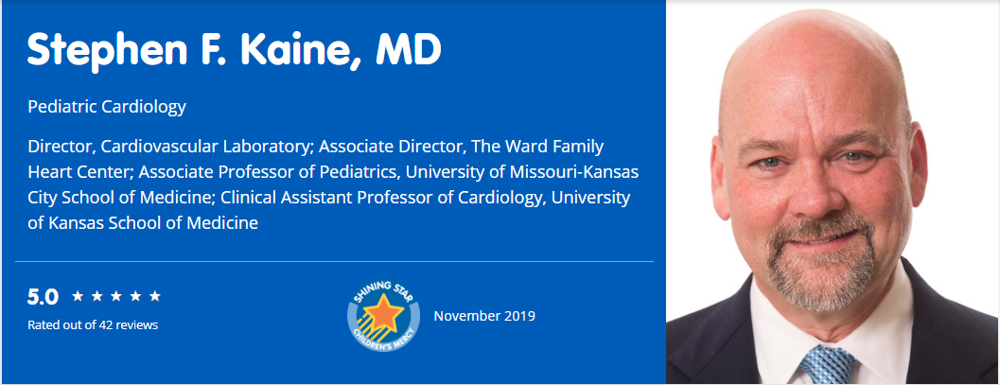 Stephen F. Kaine, MD
Pediatric Cardiology
Director, Cardiovascular Laboratory; Associate Director, The Ward Family
Heart Center; Associate Professor of Pediatrics, University of Missouri-Kansas
City School of Medicine; Clinical Assistant Professor of Cardiology, University
of Kansas School of Medicine
5.0 ★ ★ ★ ★ ★
Rated out of 42 reviews
SHINING STAR
CHILDREN'S MERCY
November 2019